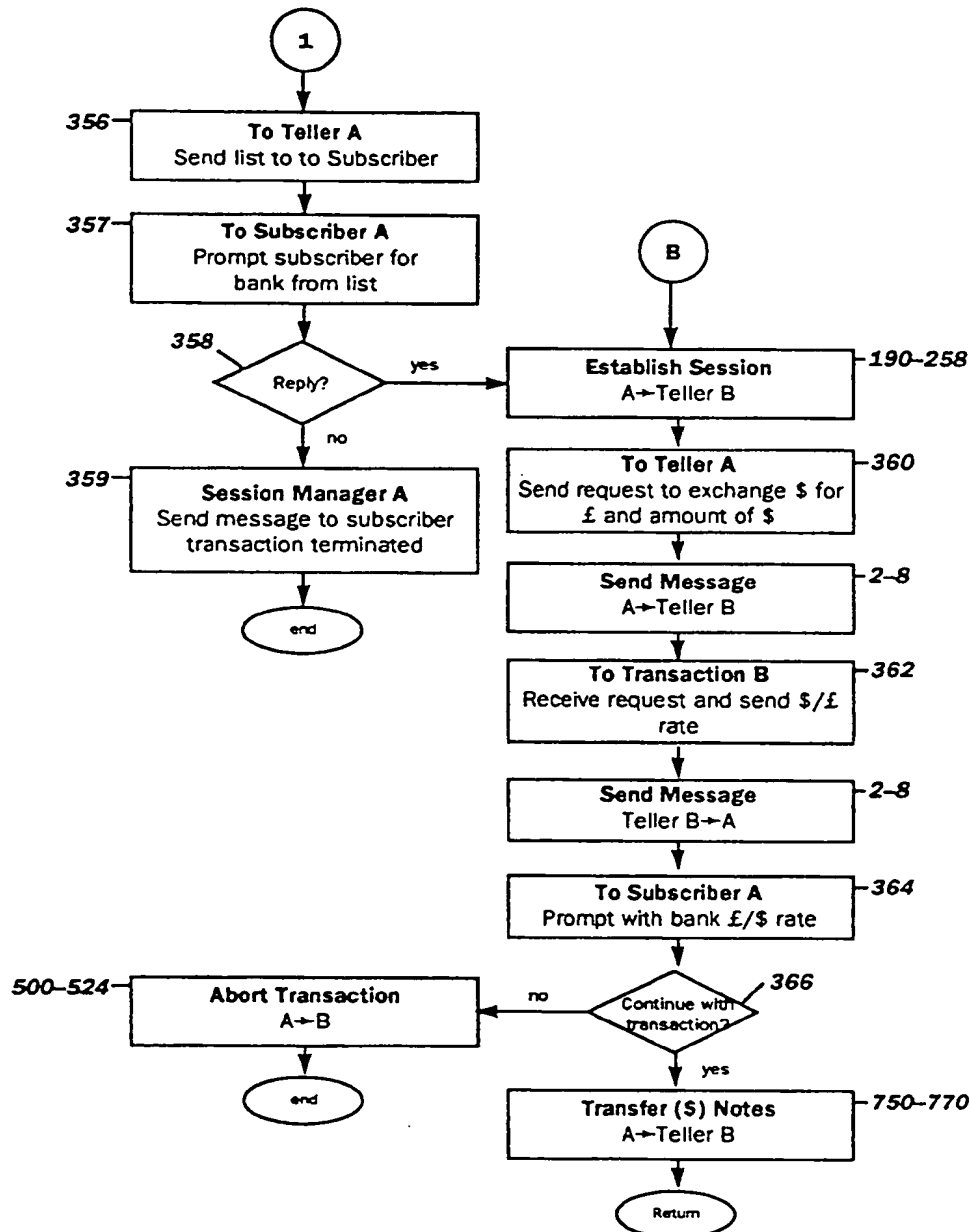 1
356
To Teller A
Send list to to Subscriber
357
To Subscriber A
Prompt subscriber for
bank from list
358
Reply?
yes
no
359
Session Manager A
Send message to subscriber
transaction terminated
end
B
190-258
Establish Session
A→Teller B
360
To Teller A
Send request to exchange $ for
£ and amount of $
2-8
Send Message
A→Teller B
362
To Transaction B
Receive request and send $/£
rate
2-8
Send Message
Teller B→A
364
To Subscriber A
Prompt with bank £/$ rate
366
Continue with
transaction?
no
500-524
Abort Transaction
A→B
end
yes
750-770
Transfer ($) Notes
A→Teller B
Return